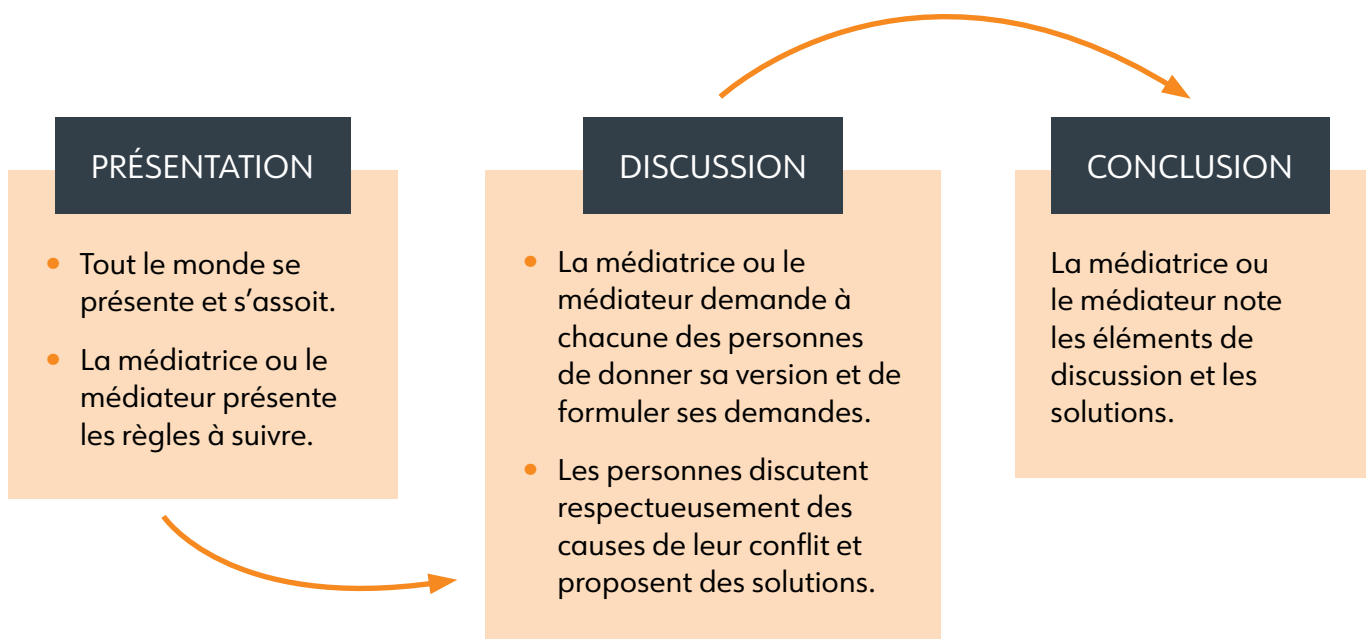 PRÉSENTATION
• Tout le monde se
présente et s’assoit.
• La médiatrice ou le
médiateur présente
les règles à suivre.
DISCUSSION
• La médiatrice ou le
médiateur demande à
chacune des personnes
de donner sa version et de
formuler ses demandes.
• Les personnes discutent
respectueusement des
causes de leur conflit et
proposent des solutions.
CONCLUSION
La médiatrice ou
le médiateur note
les éléments de
discussion et les
solutions.